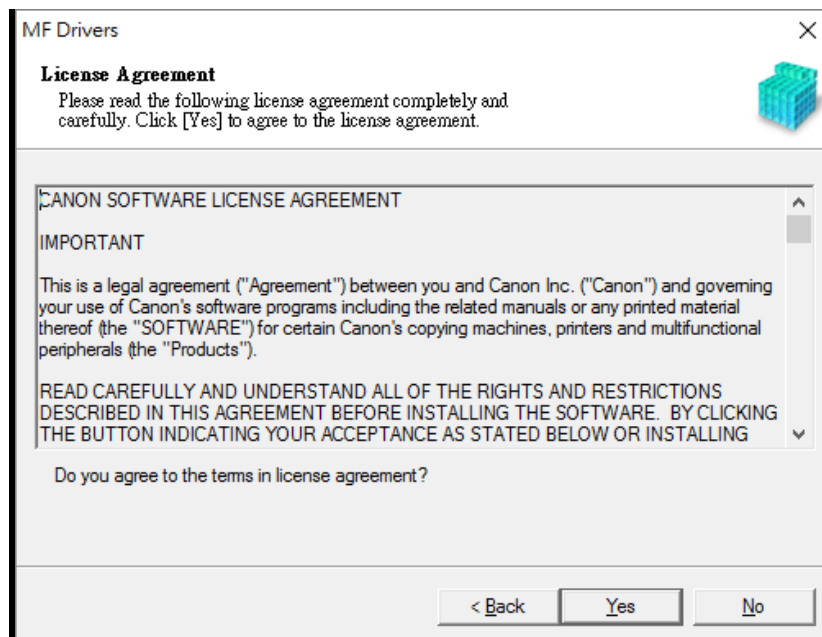 MF Drivers
License Agreement
Please read the following license agreement completely and
carefully. Click [Yes] to agree to the license agreement.
CANON SOFTWARE LICENSE AGREEMENT
IMPORTANT
This is a legal agreement ("Agreement") between you and Canon Inc. ("Canon") and governing
your use of Canon's software programs including the related manuals or any printed material
thereof (the "SOFTWARE") for certain Canon's copying machines, printers and multifunctional
peripherals (the "Products").
READ CAREFULLY AND UNDERSTAND ALL OF THE RIGHTS AND RESTRICTIONS
DESCRIBED IN THIS AGREEMENT BEFORE INSTALLING THE SOFTWARE.  BY CLICKING
THE BUTTON INDICATING YOUR ACCEPTANCE AS STATED BELOW OR INSTALLING
Do you agree to the terms in license agreement?
< Back
Yes
No